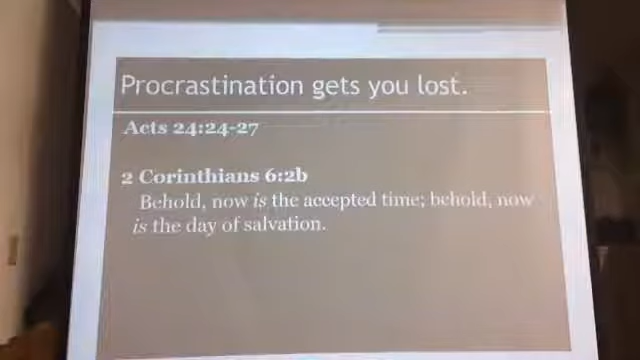 Procrastination gets you lost.
Acts 24:24-27
2 Corinthians 6:2b
Behold, now is the accepted time; behold, now
is the day of salvation.